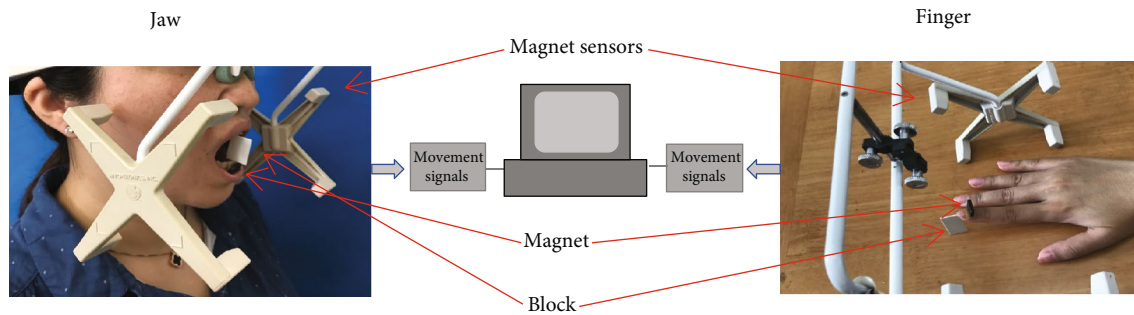 Jaw
Finger
Magnet sensors
Movement
signals
Movement
signals
Magnet
Block